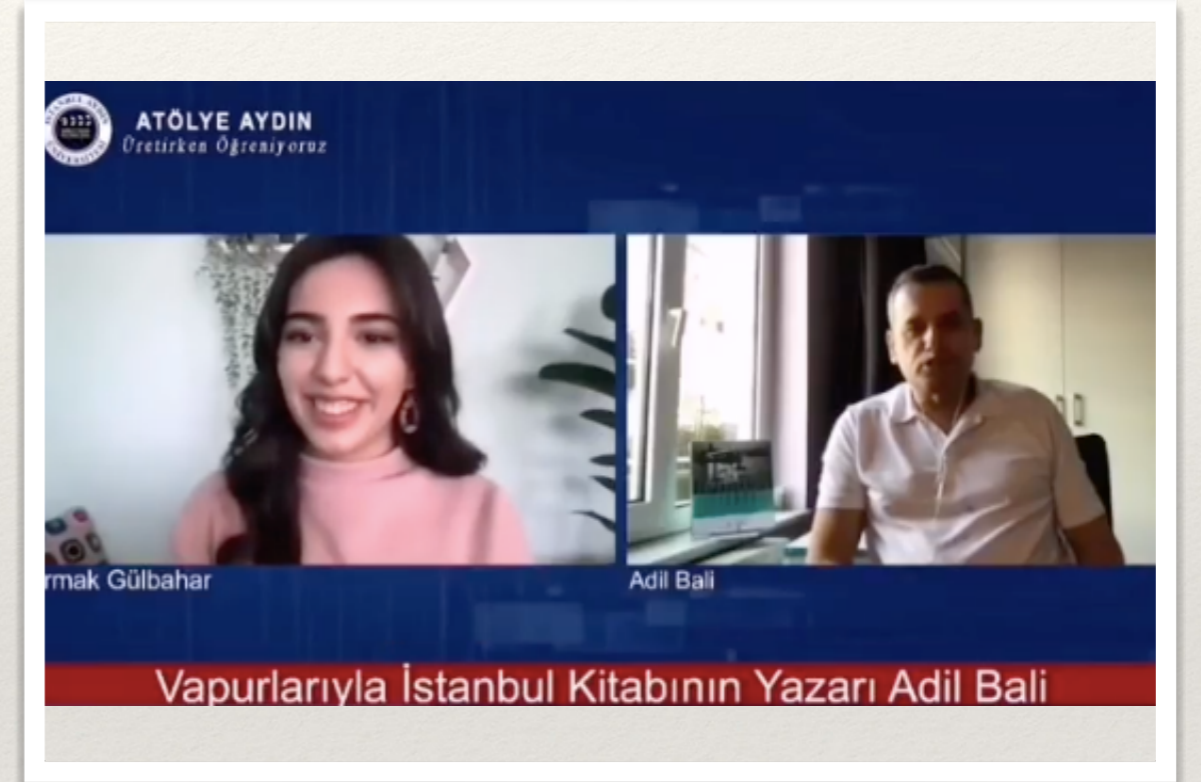 ATÖLYE AYDIN
Üretirken Öğreniyoruz
rmak Gülbahar
Adil Bali
Vapurlarıyla İstanbul Kitabının Yazarı Adil Bali